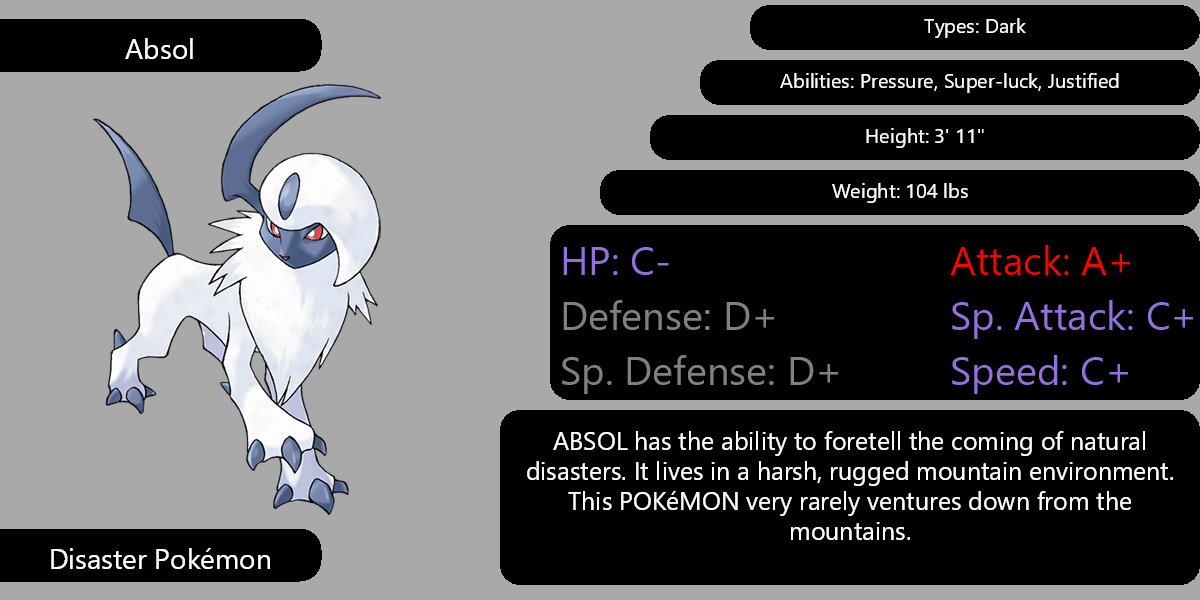 Absol
Types: Dark
Abilities: Pressure, Super-luck, Justified
Height: 3' 11"
Weight: 104 lbs
HP: C-
Attack: A+
Defense: D+
Sp. Attack: C+
Sp. Defense: D+
Speed: C+
ABSOL has the ability to foretell the coming of natural
disasters. It lives in a harsh, rugged mountain environment.
This POKéMON very rarely ventures down from the
mountains.
Disaster Pokémon